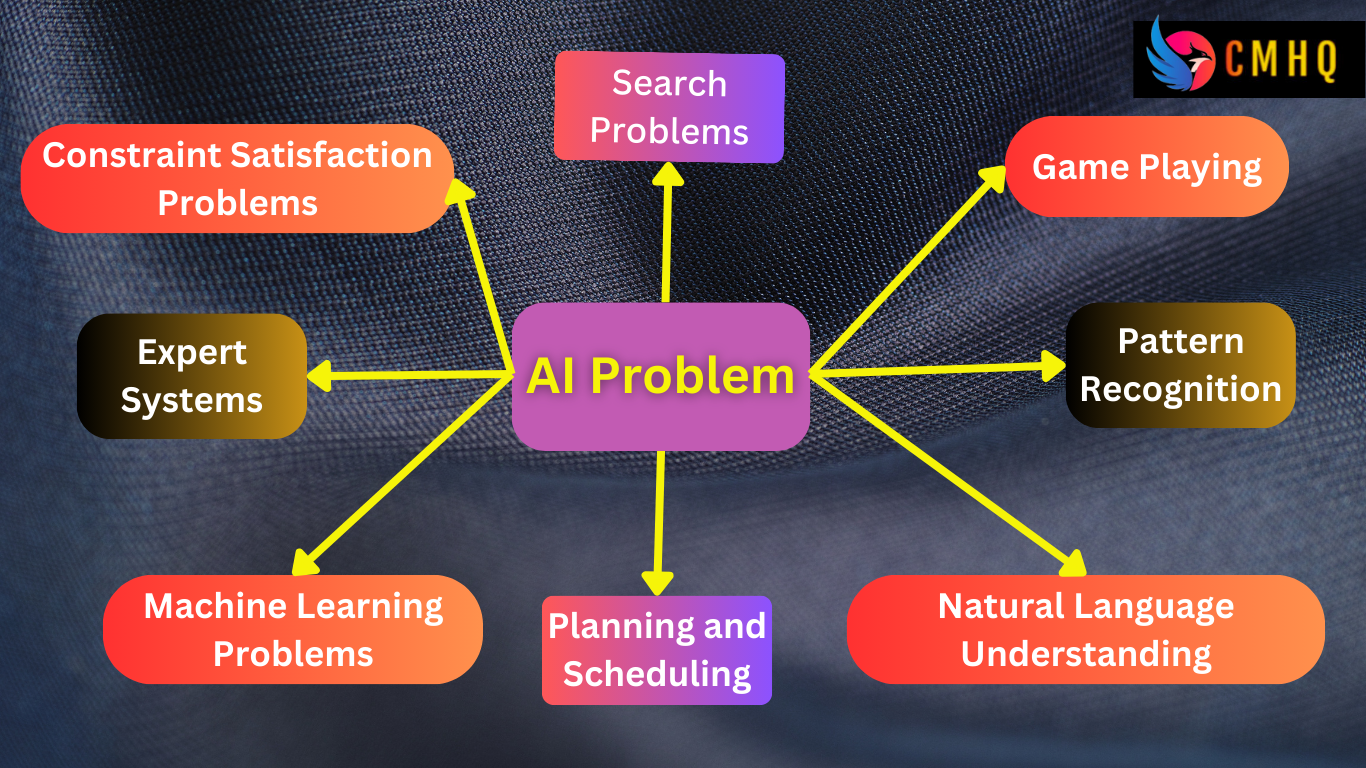 CMHQ
Search
Problems
Constraint Satisfaction
Problems
Game Playing
Expert
Systems
AI Problem
Pattern
Recognition
Machine Learning
Problems
Planning and
Scheduling
Natural Language
Understanding